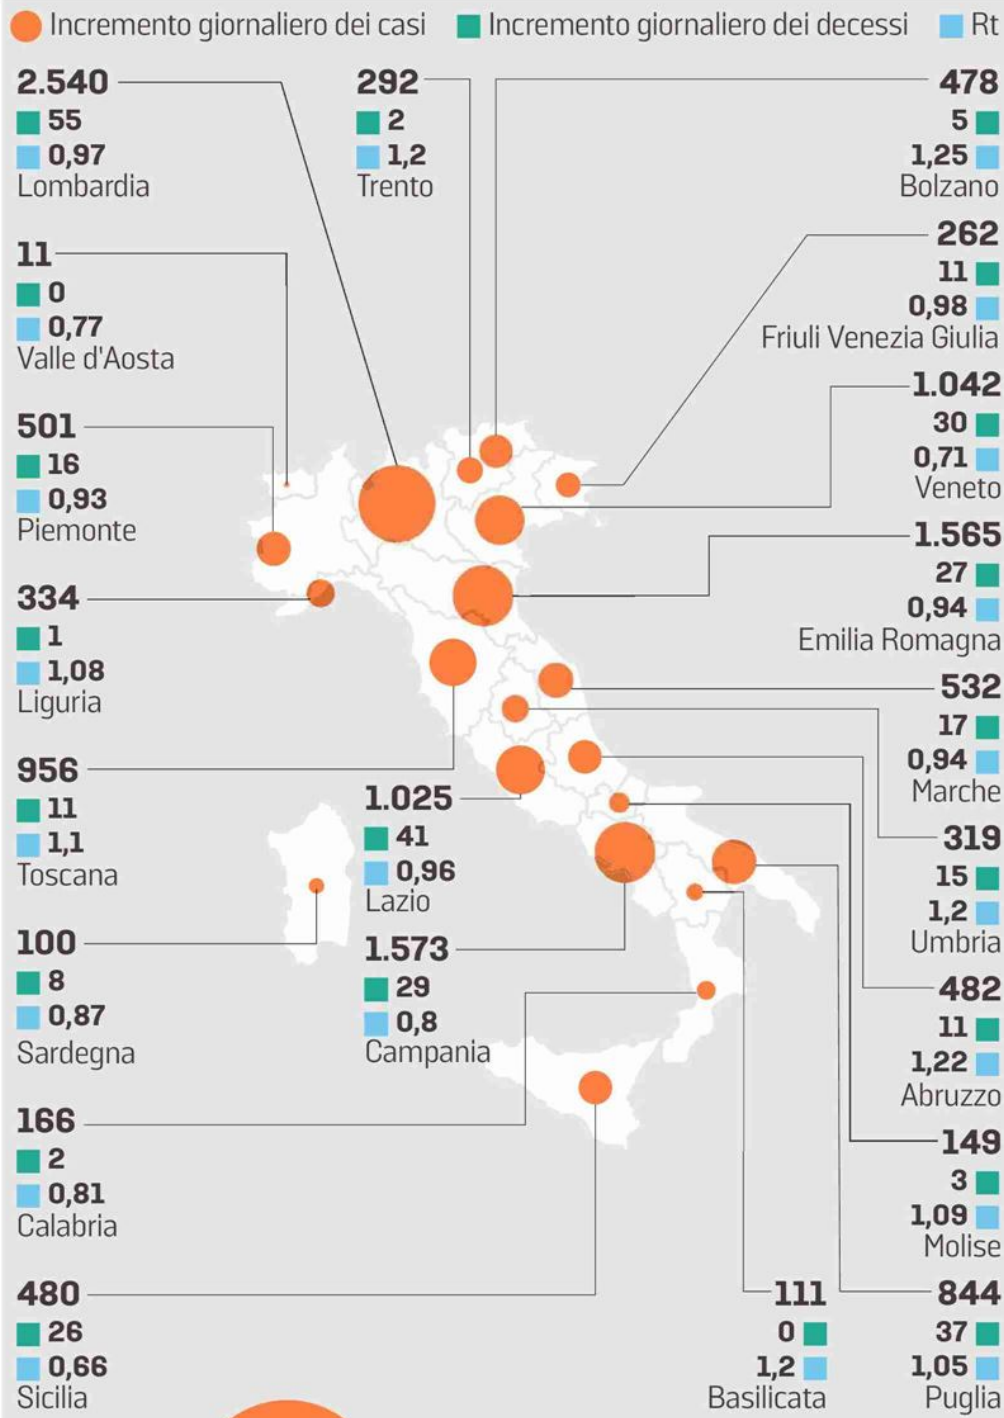 Incremento giornaliero dei casi Incremento giornaliero dei decessi Rt
2.540
55
0,97
Lombardia
292
2
1,2
Trento
478
5
1,25
Bolzano
11
0
0,77
Valle d'Aosta
262
11
0,98
Friuli Venezia Giulia
1.042
30
0,71
Veneto
501
16
0,93
Piemonte
1.565
27
0,94
Emilia Romagna
334
1
1,08
Liguria
532
17
0,94
Marche
956
11
1,1
Toscana
1.025
41
0,96
Lazio
319
15
1,2
Umbria
100
8
0,87
Sardegna
1.573
29
0,8
Campania
482
11
1,22
Abruzzo
166
2
0,81
Calabria
149
3
1,09
Molise
480
26
0,66
Sicilia
111
0
1,2
Basilicata
844
37
1,05
Puglia